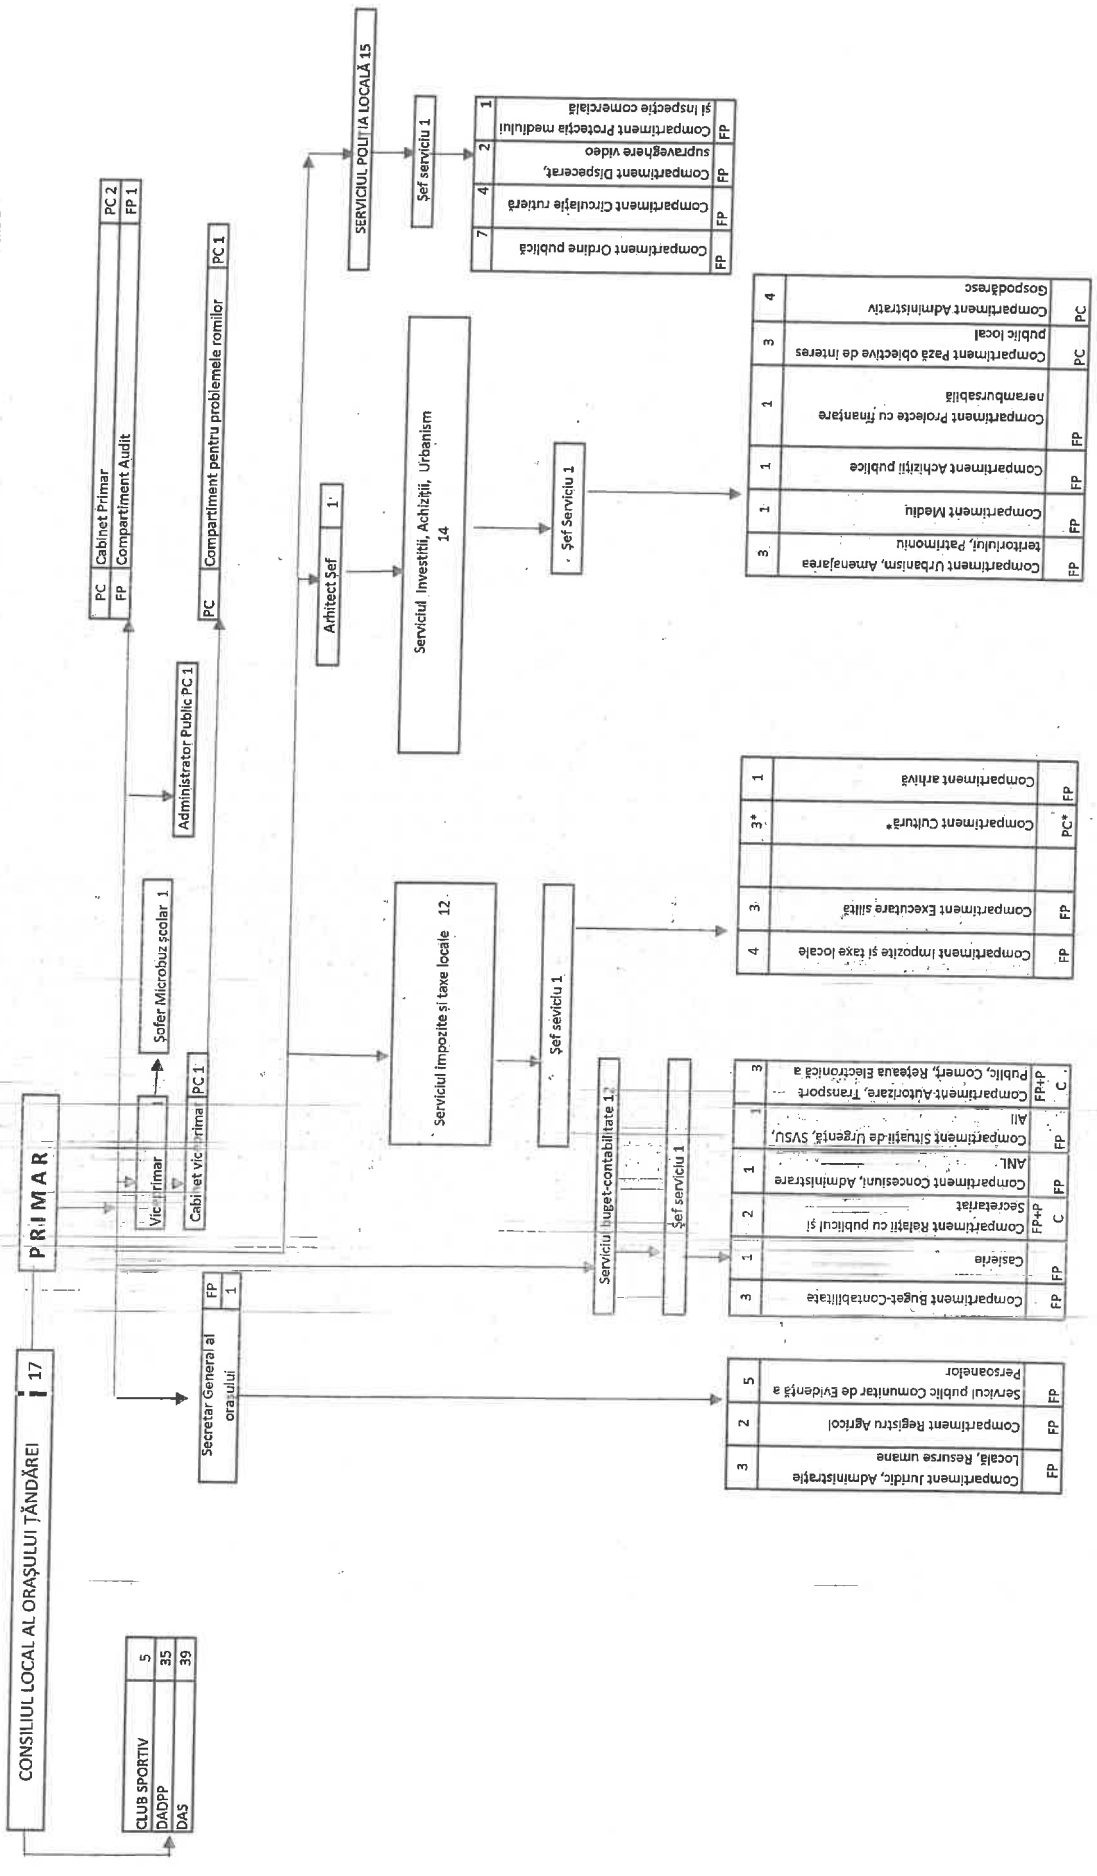 CONSILIUL LOCAL AL ORAȘULUI ȚĂNDĂREI
17
PRIMAR
CLUB SPORTIV 5
DADPP 35
DAS 39
Viceprimar 1
Șofer Microbuz școlar 1
Cabinet viceprimar PC 1
Administrator Public PC 1
PC Cabinet Primar PC 2
FP Compartiment Audit FP 1
PC Compartiment pentru problemele romilor PC 1
Secretar General al
orașului
FP
1
3 Compartiment Juridic, Administrație
Locală, Resurse umane FP
2 Compartiment Registru Agricol FP
5 Serviciul public Comunitar de Evidență a
Persoanelor FP
Serviciul buget-contabilitate 12
Șef serviciu 1
3 Compartiment Buget-Contabilitate FP
1 Casierie FP
2 Compartiment Relații cu publicul și
Secretariat FP+P
C
1 Compartiment Concesiuni, Administrare
ANL FP
1 Compartiment Situații de Urgență, SVSU,
FP
3 Compartiment Autorizare, Transport
Public, Comerț, Rețeaua Electronică a FP+P
C
Serviciul impozite și taxe locale 12
Șef seviciu 1
4 Compartiment Impozite și taxe locale FP
3 Compartiment Executare silită FP
3* Compartiment Cultură* PC*
1 Compartiment arhivă FP
Arhitect Șef 1
Serviciul Investitii, Achiziții, Urbanism
14
Șef Serviciu 1
3 Compartiment Urbanism, Amenajarea
teritoriului, Patrimoniu FP
1 Compartiment Mediu FP
1 Compartiment Achiziții publice FP
1 Compartiment Proiecte cu finanțare
nerambursabilă FP
3 Compartiment Pază obiective de interes
public local PC
4 Compartiment Administrativ
Gospodăresc PC
SERVICIUL POLIȚIA LOCALĂ 15
Șef serviciu 1
7 Compartiment Ordine publică FP
4 Compartiment Circulație rutieră FP
2 Compartiment Dispecerat,
supraveghere video FP
1 Compartiment Protecția mediului
și Inspecție comercială FP